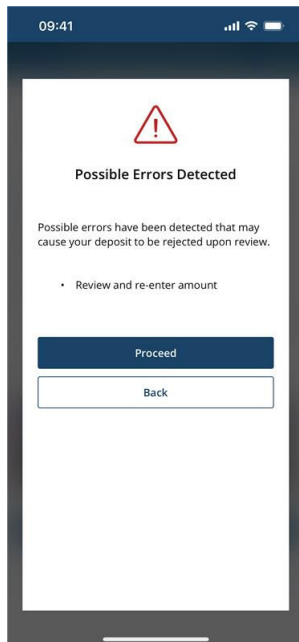 09:41
Possible Errors Detected
Possible errors have been detected that may
cause your deposit to be rejected upon review.
• Review and re-enter amount
Proceed
Back